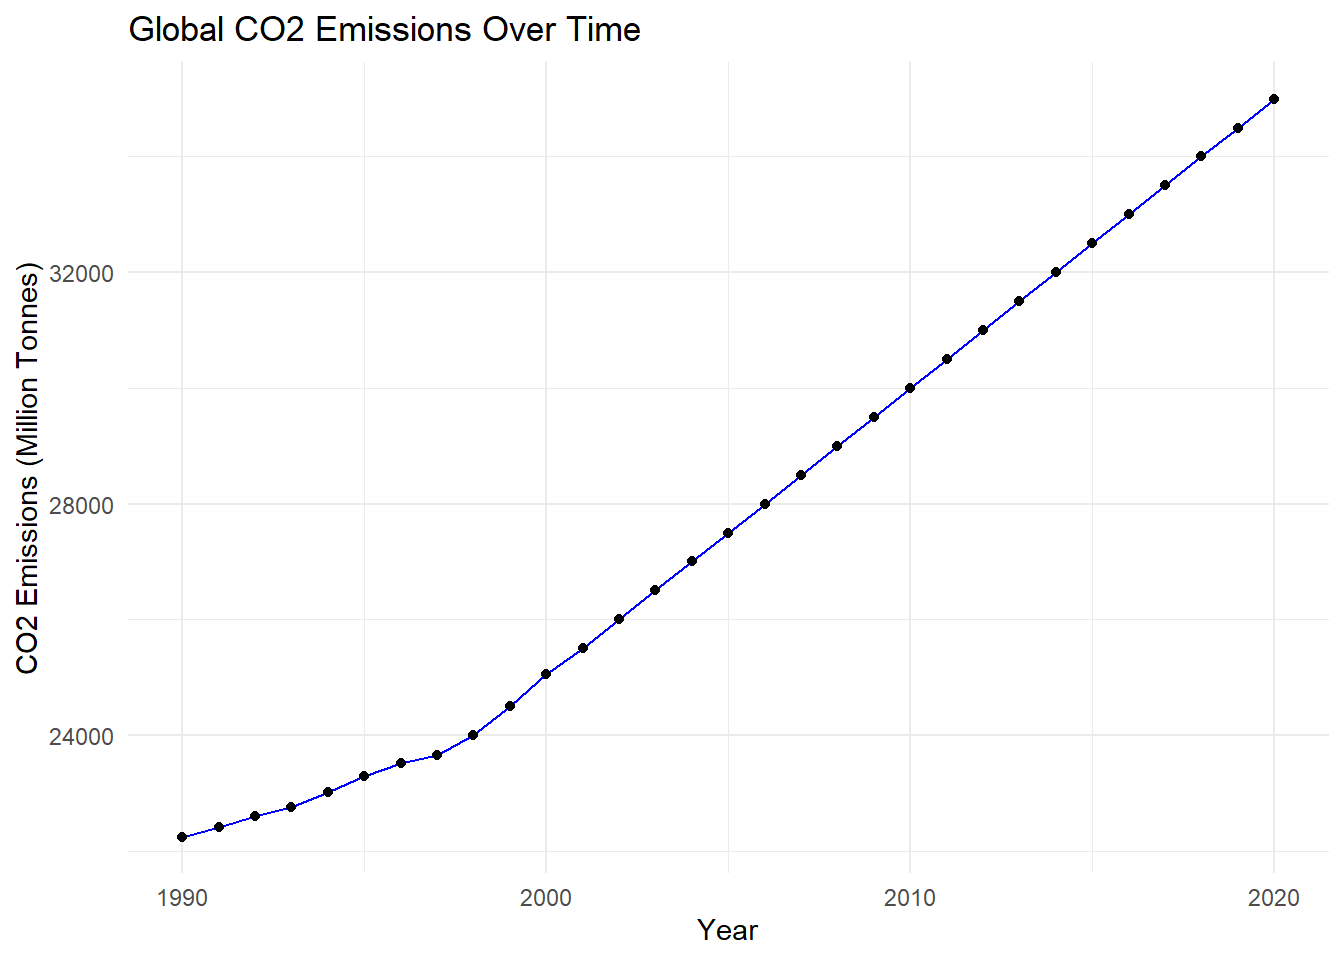 Global CO2 Emissions Over Time
CO2 Emissions (Million Tonnes)
32000
28000
24000
1990 2000 2010 2020
Year